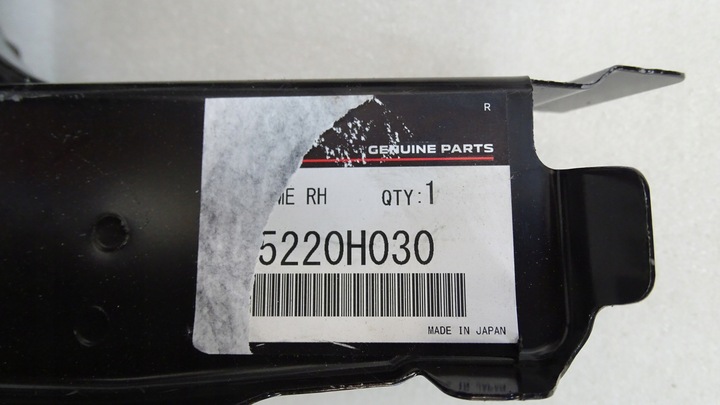 R
GENUINE PARTS
ME RH QTY:1
5220H030
MADE IN JAPAN